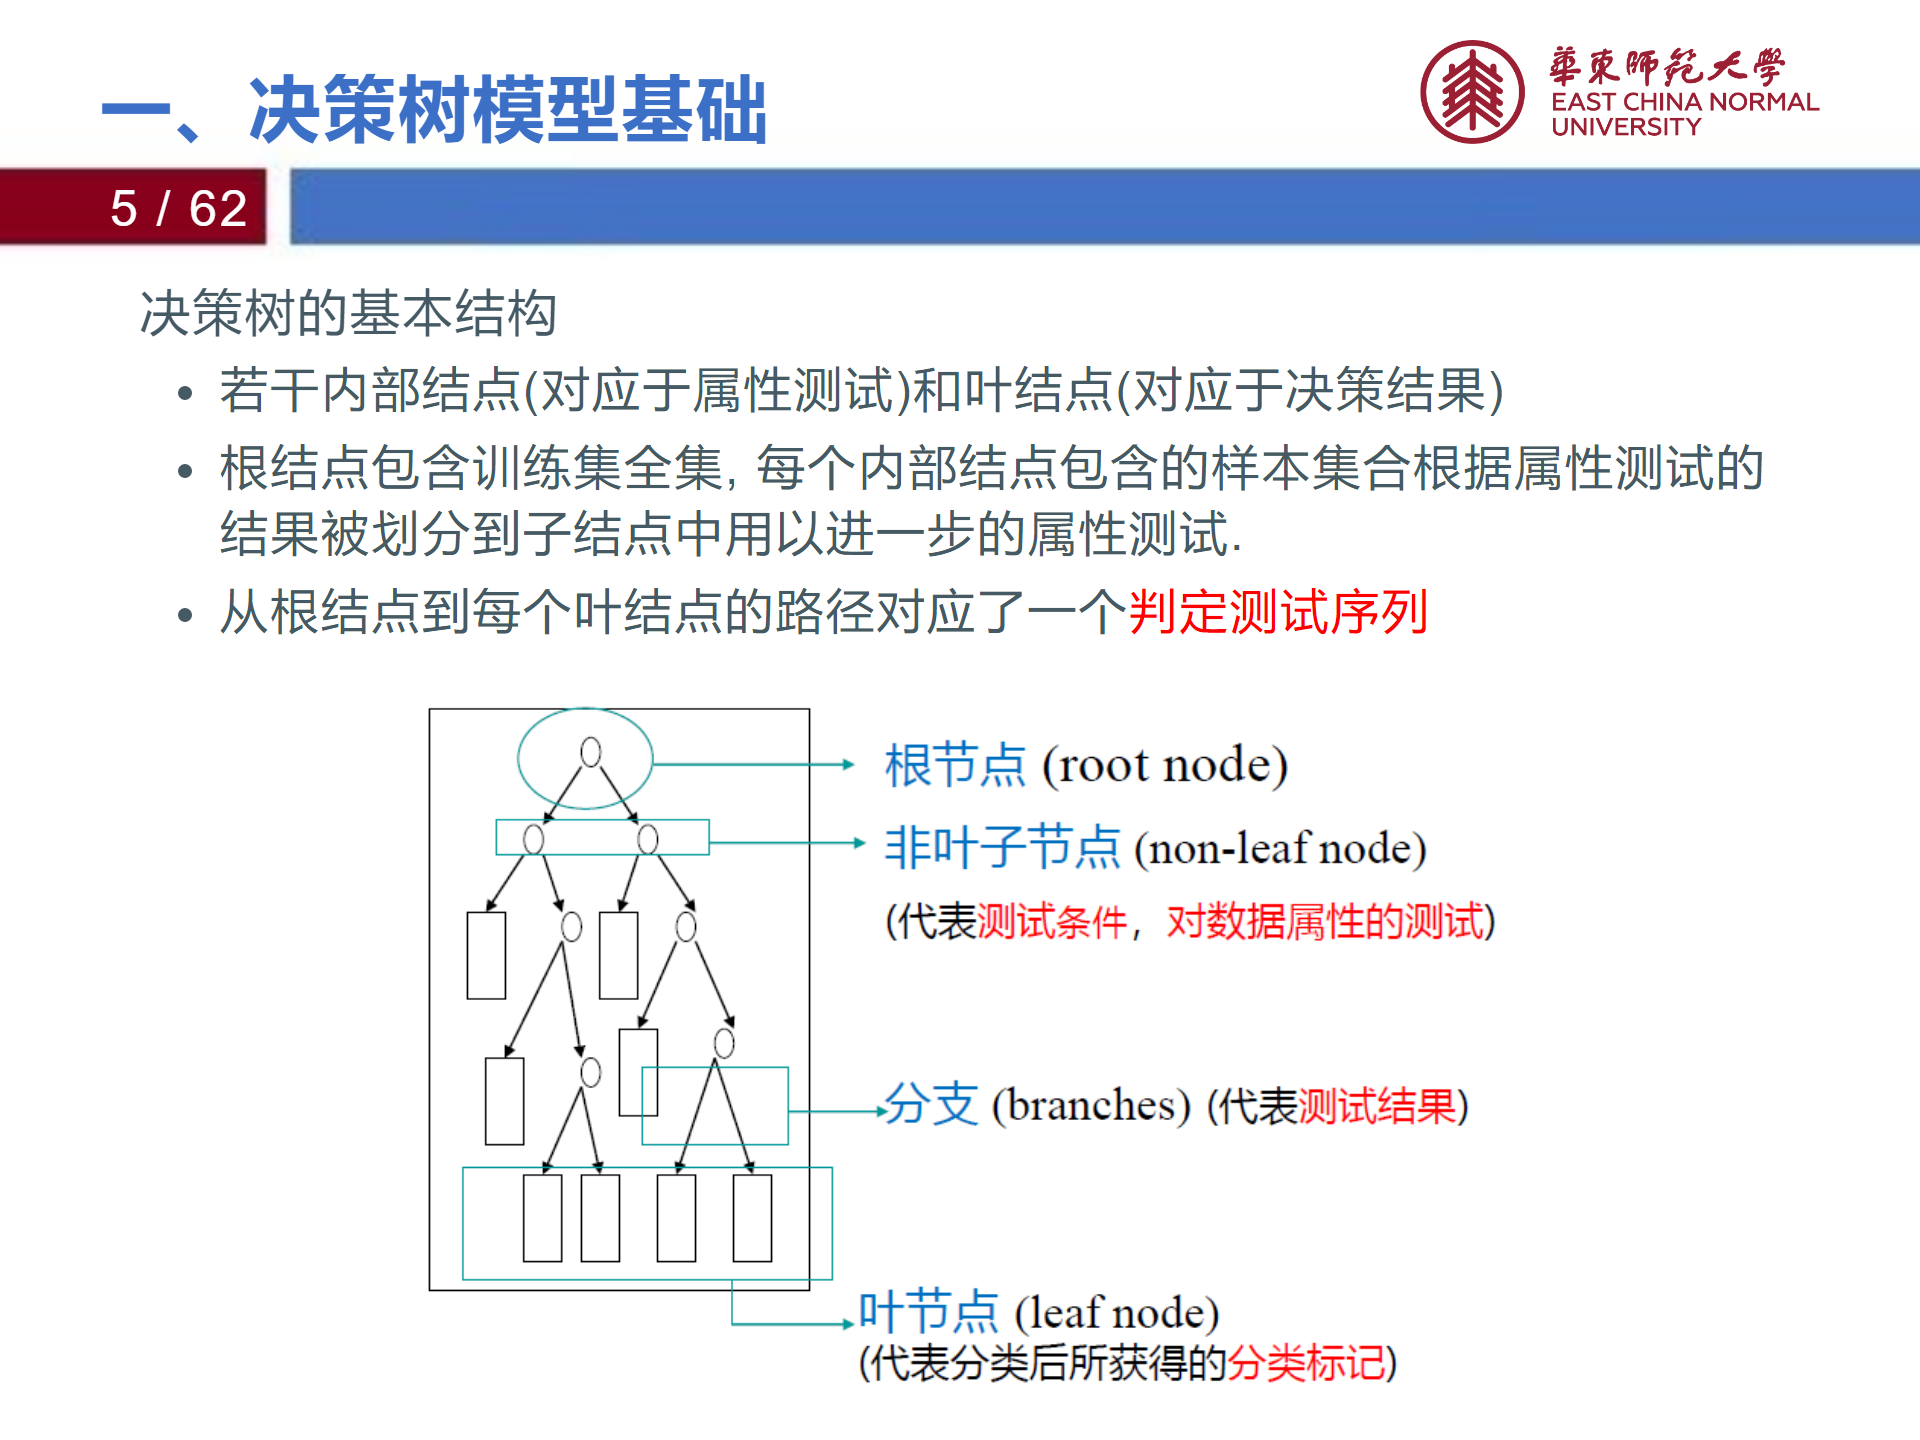 一、决策树模型基础
華東師範大學
EAST CHINA NORMAL
UNIVERSITY
5 / 62
决策树的基本结构
• 若干内部结点(对应于属性测试)和叶结点(对应于决策结果)
• 根结点包含训练集全集, 每个内部结点包含的样本集合根据属性测试的
结果被划分到子结点中用以进一步的属性测试.
• 从根结点到每个叶结点的路径对应了一个判定测试序列
根节点 (root node)
非叶子节点 (non-leaf node)
(代表测试条件，对数据属性的测试)
分支 (branches) (代表测试结果)
叶节点 (leaf node)
(代表分类后所获得的分类标记)